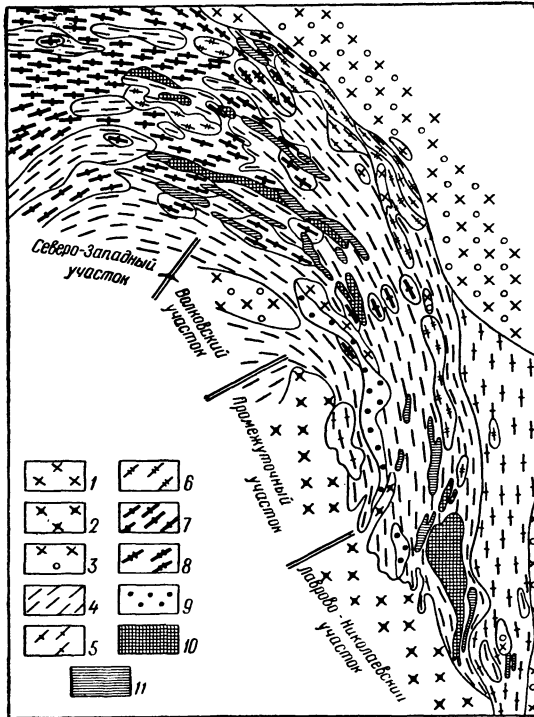 Северо-Западный
участок
Волковский
участок
Промежуточный
участок
Лаврово-Николаевский
участок
1
6
2
7
3
8
4
9
5
10
11